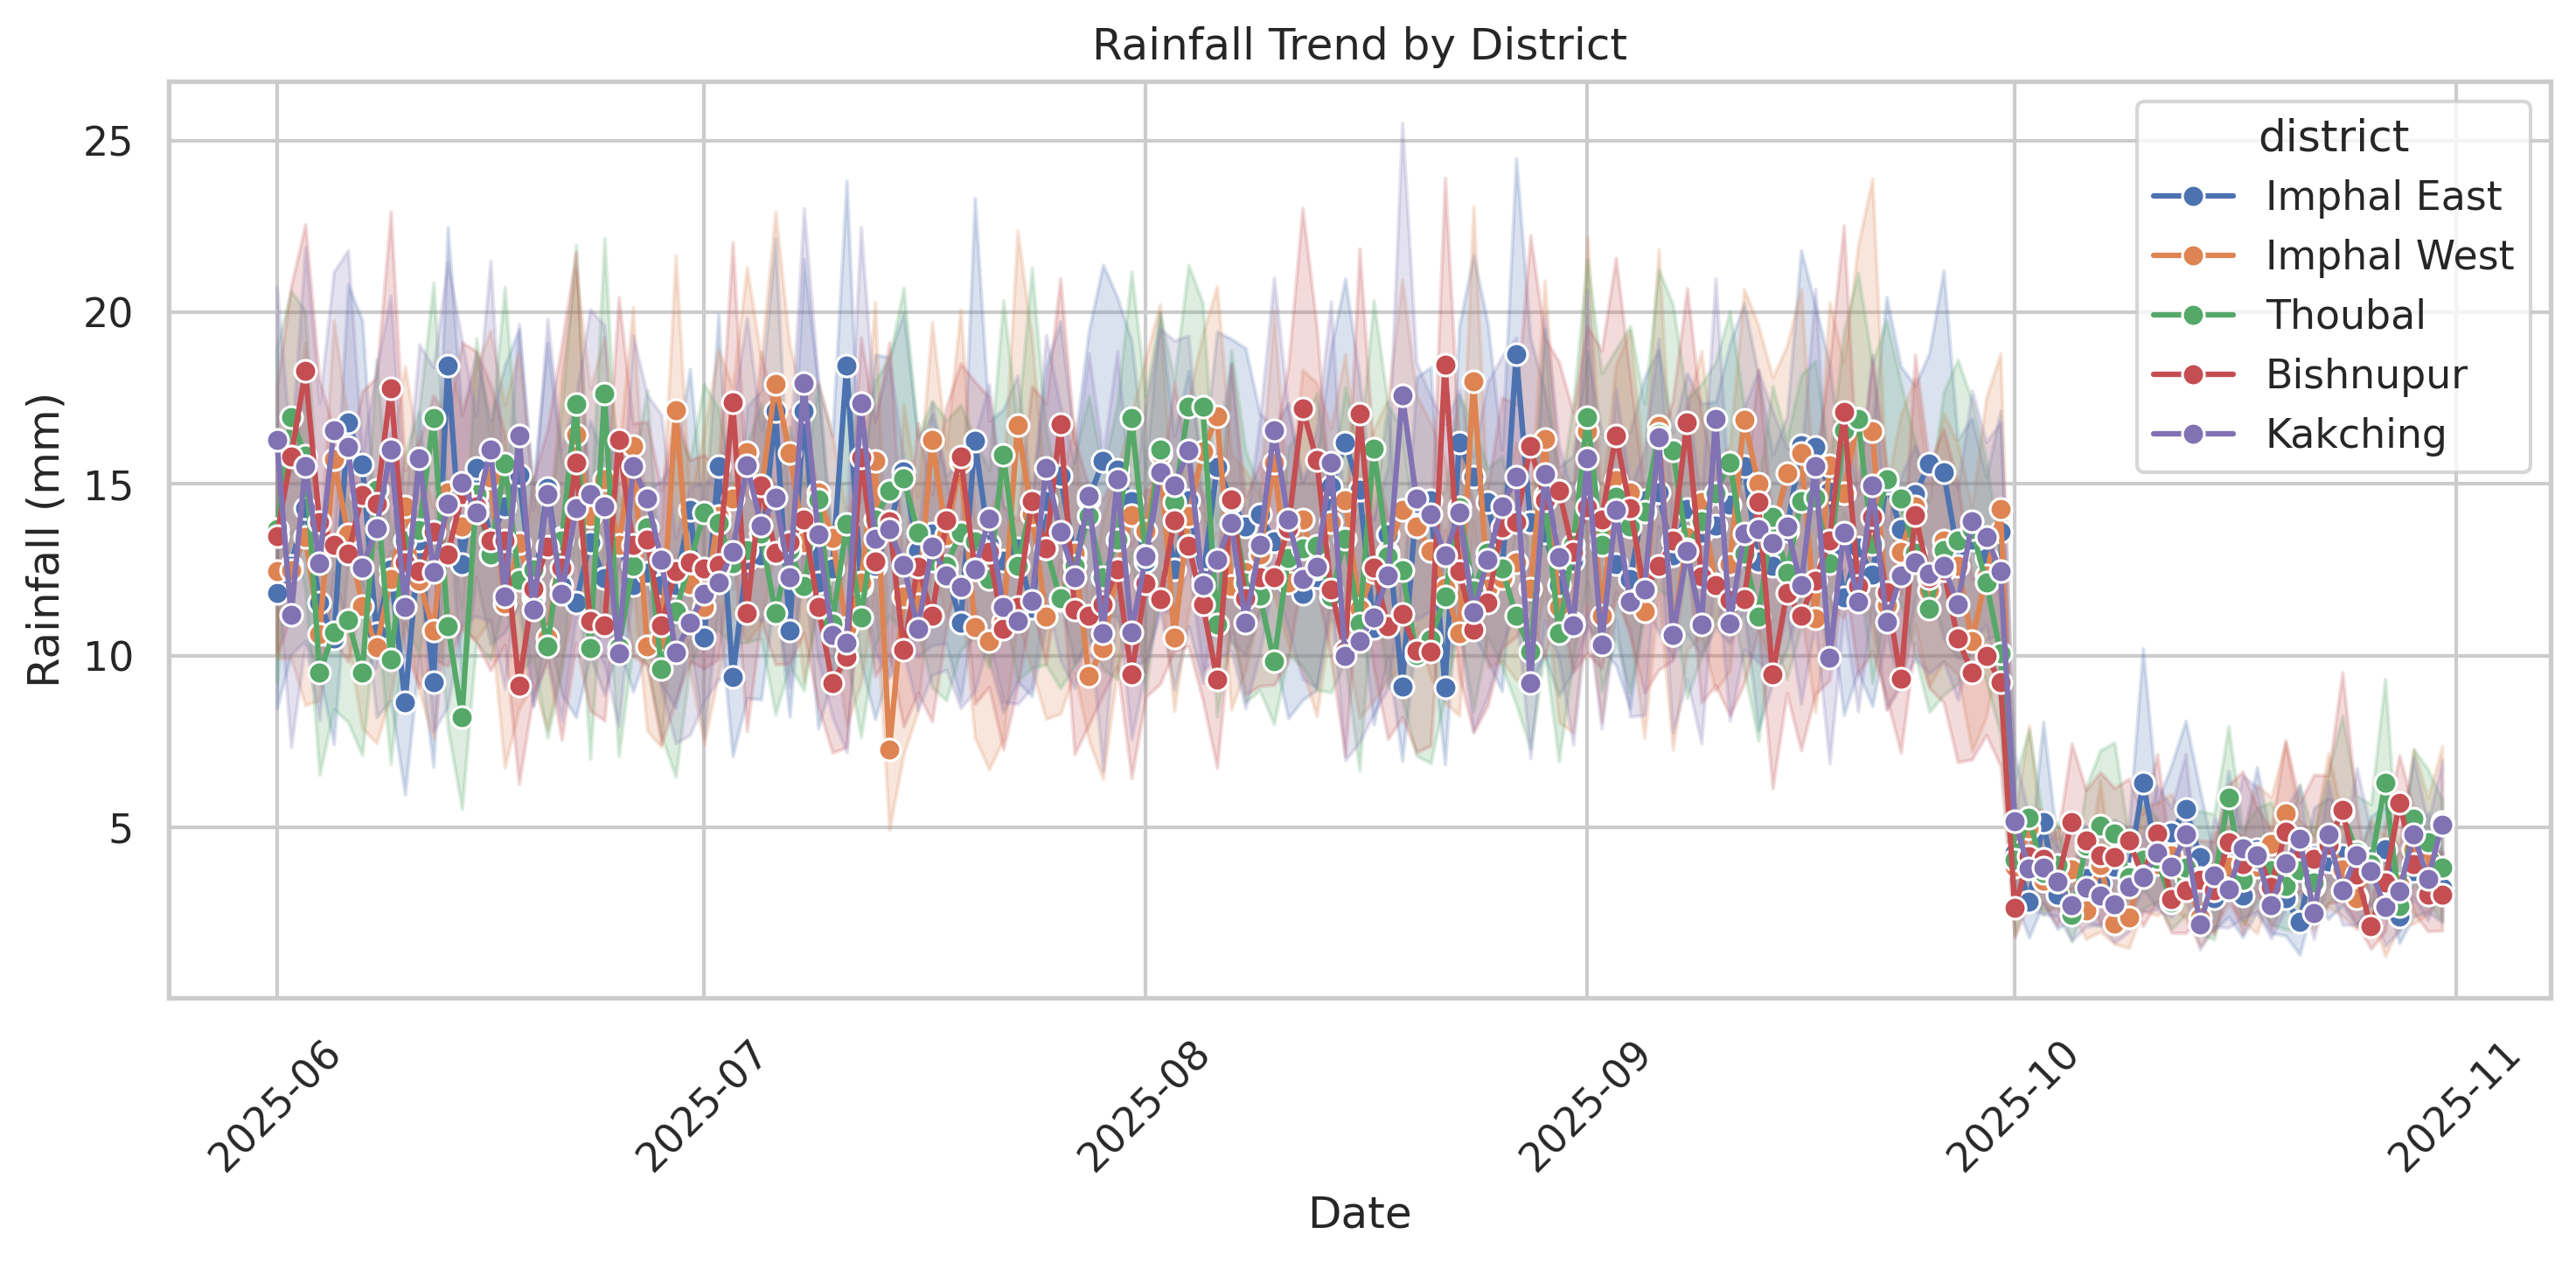 Rainfall Trend by District
Rainfall (mm)
25
20
15
10
5
district
Imphal East
Imphal West
Thoubal
Bishnupur
Kakching
2025-06
2025-07
2025-08
2025-09
2025-10
2025-11
Date